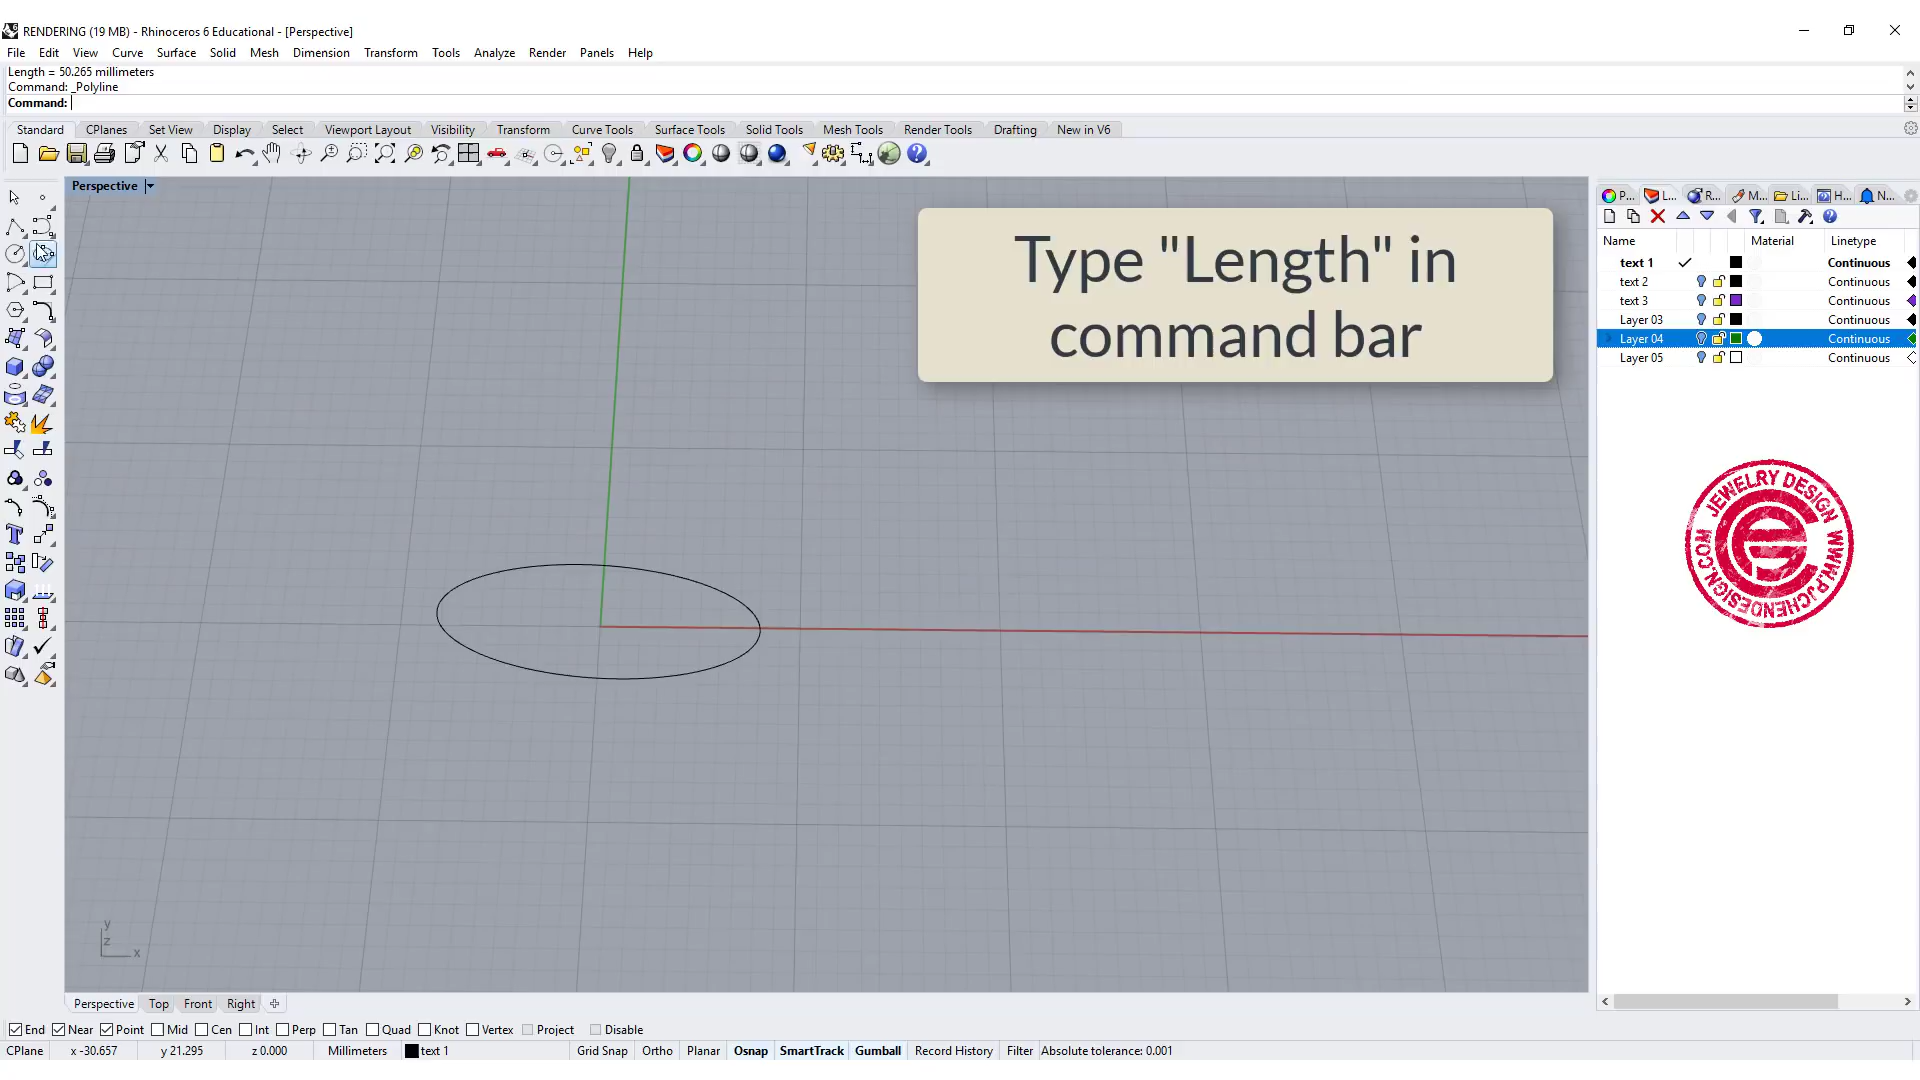 RENDERING (19 MB) - Rhinoceros 6 Educational - [Perspective]
File Edit View Curve Surface Solid Mesh Dimension Transform Tools Analyze Render Panels Help
Length = 50.265 millimeters
Command: _Polyline
Command:
Standard CPlanes Set View Display Select Viewport Layout Visibility Transform Curve Tools Surface Tools Solid Tools Mesh Tools Render Tools Drafting New in V6
Perspective
P... L... R... M... Li... H... N...
Name Material Linetype
text 1 Continuous
text 2 Continuous
text 3 Continuous
Layer 03 Continuous
Layer 04 Continuous
Layer 05 Continuous
Type "Length" in
command bar
JEWELRY DESIGN
WWW.PJCHENDESIGN.COM
y
z
x
Perspective Top Front Right
End Near Point Mid Cen Int Perp Tan Quad Knot Vertex Project Disable
CPlane x -30.657 y 21.295 z 0.000 Millimeters text 1 Grid Snap Ortho Planar Osnap SmartTrack Gumball Record History Filter Absolute tolerance: 0.001